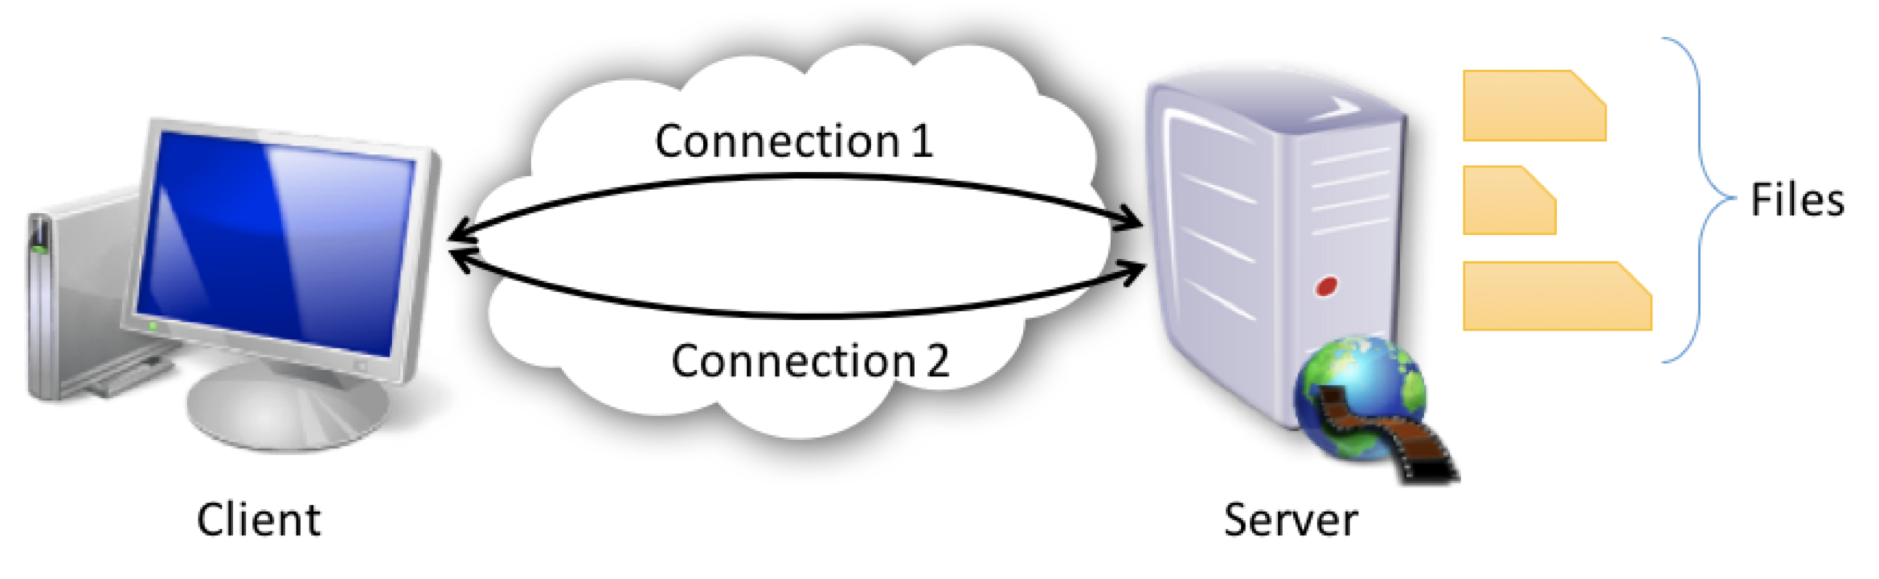 Connection 1
Files
Connection 2
Client
Server